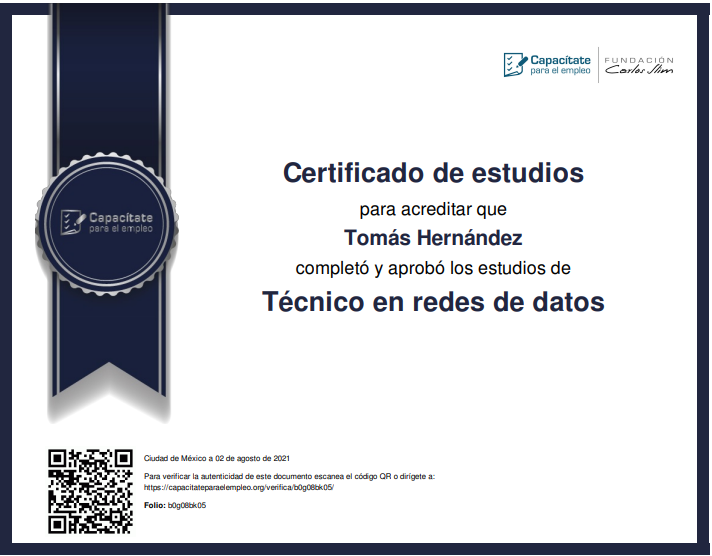 Capacítate
para el empleo
FUNDACIÓN
Carlos Slim
Certificado de estudios
para acreditar que
Tomás Hernández
completó y aprobó los estudios de
Técnico en redes de datos
Capacítate
para el empleo
Ciudad de México a 02 de agosto de 2021
Para verificar la autenticidad de este documento escanea el código QR o dirígete a:
https://capacitateparaelempleo.org/verifica/b0g08bk05/
Folio: b0g08bk05